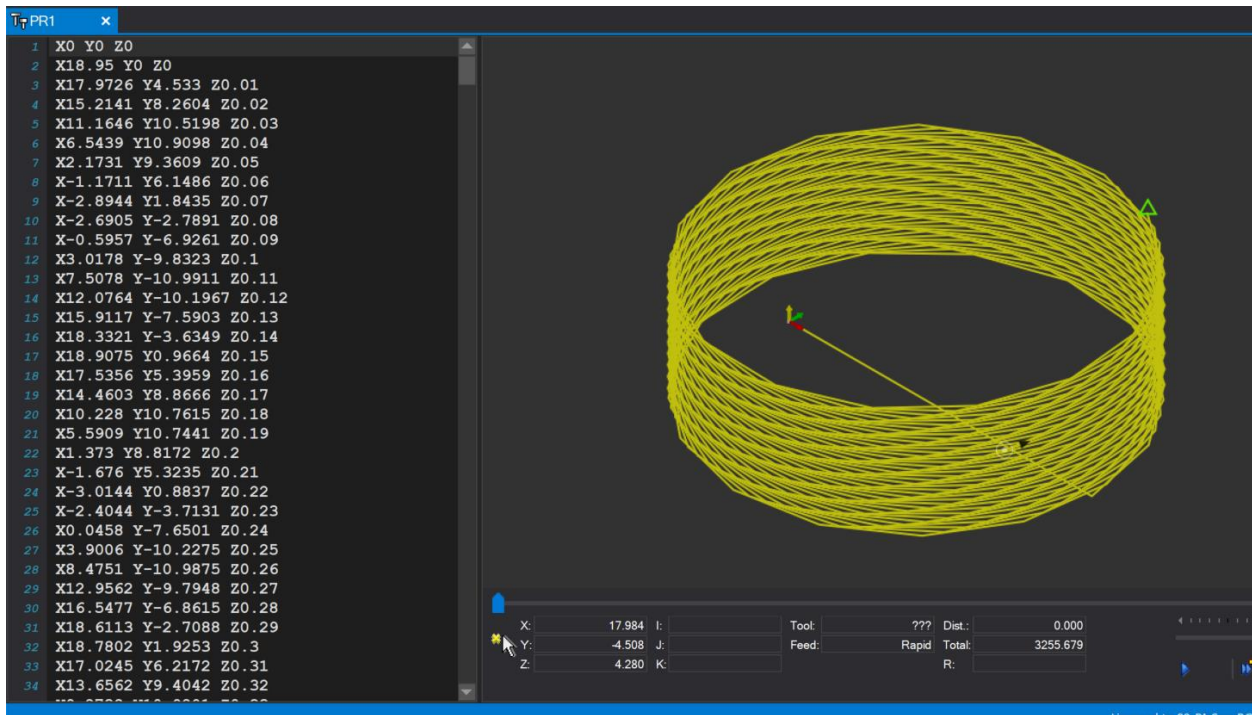 PR1 ×
1 X0 Y0 Z0
2 X18.95 Y0 Z0
3 X17.9726 Y4.533 Z0.01
4 X15.2141 Y8.2604 Z0.02
5 X11.1646 Y10.5198 Z0.03
6 X6.5439 Y10.9098 Z0.04
7 X2.1731 Y9.3609 Z0.05
8 X-1.1711 Y6.1486 Z0.06
9 X-2.8944 Y1.8435 Z0.07
10 X-2.6905 Y-2.7891 Z0.08
11 X-0.5957 Y-6.9261 Z0.09
12 X3.0178 Y-9.8323 Z0.1
13 X7.5078 Y-10.9911 Z0.11
14 X12.0764 Y-10.1967 Z0.12
15 X15.9117 Y-7.5903 Z0.13
16 X18.3321 Y-3.6349 Z0.14
17 X18.9075 Y0.9664 Z0.15
18 X17.5356 Y5.3959 Z0.16
19 X14.4603 Y8.8666 Z0.17
20 X10.228 Y10.7615 Z0.18
21 X5.5909 Y10.7441 Z0.19
22 X1.373 Y8.8172 Z0.2
23 X-1.676 Y5.3235 Z0.21
24 X-3.0144 Y0.8837 Z0.22
25 X-2.4044 Y-3.7131 Z0.23
26 X0.0458 Y-7.6501 Z0.24
27 X3.9006 Y-10.2275 Z0.25
28 X8.4751 Y-10.9875 Z0.26
29 X12.9562 Y-9.7948 Z0.27
30 X16.5477 Y-6.8615 Z0.28
31 X18.6113 Y-2.7088 Z0.29
32 X18.7802 Y1.9253 Z0.3
33 X17.0245 Y6.2172 Z0.31
34 X13.6562 Y9.4042 Z0.32
X: 17.984 I: Tool: ??? Dist.: 0.000
Y: -4.508 J: Feed: Rapid Total: 3255.679
Z: 4.280 K: R: